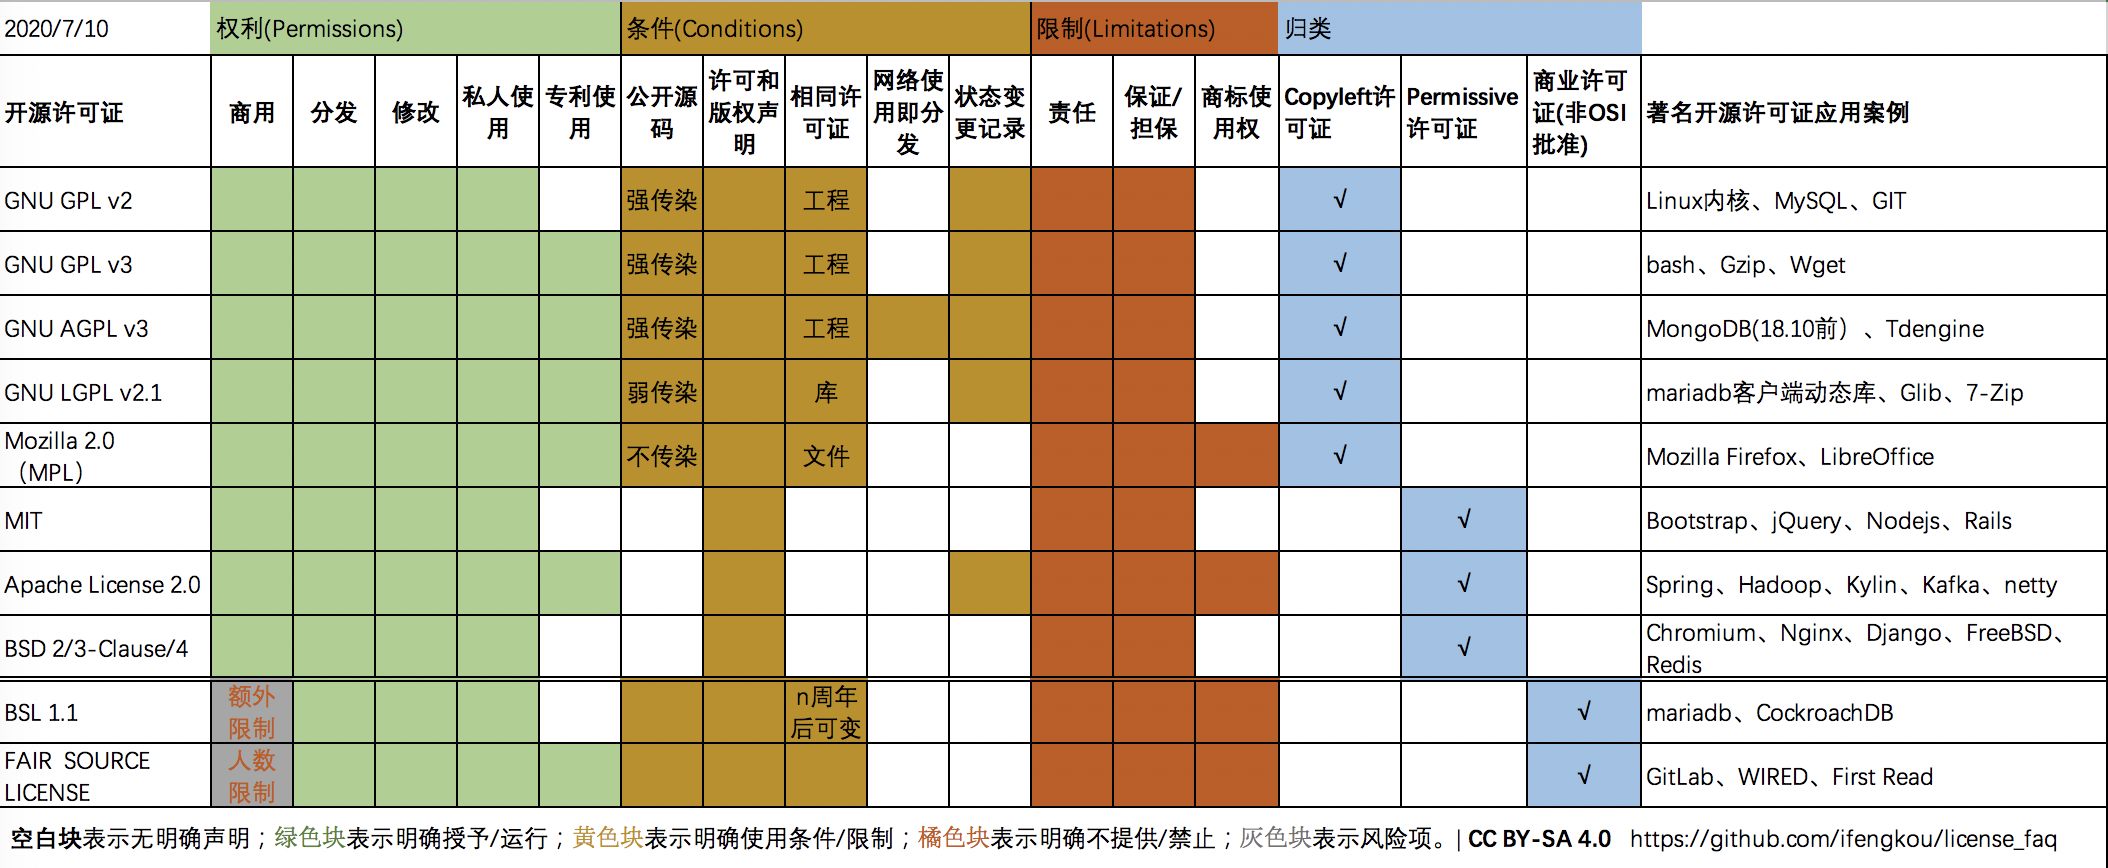 2020/7/10 权利(Permissions) 条件(Conditions) 限制(Limitations) 归类
开源许可证 商用 分发 修改 私人使用 专利使用 公开源码 许可和版权声明 相同许可证 网络使用即分发 状态变更记录 责任 保证/担保 商标使用权 Copyleft许可证 Permissive许可证 商业许可证(非OSI批准) 著名开源许可证应用案例
GNU GPL v2 强传染 工程 √ Linux内核、MySQL、GIT
GNU GPL v3 强传染 工程 √ bash、Gzip、Wget
GNU AGPL v3 强传染 工程 √ MongoDB(18.10前）、Tdengine
GNU LGPL v2.1 弱传染 库 √ mariadb客户端动态库、Glib、7-Zip
Mozilla 2.0（MPL） 不传染 文件 √ Mozilla Firefox、LibreOffice
MIT √ Bootstrap、jQuery、Nodejs、Rails
Apache License 2.0 √ Spring、Hadoop、Kylin、Kafka、netty
BSD 2/3-Clause/4 √ Chromium、Nginx、Django、FreeBSD、Redis
BSL 1.1 额外限制 n周年后可变 √ mariadb、CockroachDB
FAIR SOURCE LICENSE 人数限制 √ GitLab、WIRED、First Read
空白块表示无明确声明；绿色块表示明确授予/运行；黄色块表示明确使用条件/限制；橘色块表示明确不提供/禁止；灰色块表示风险项。| CC BY-SA 4.0 https://github.com/ifengkou/license_faq